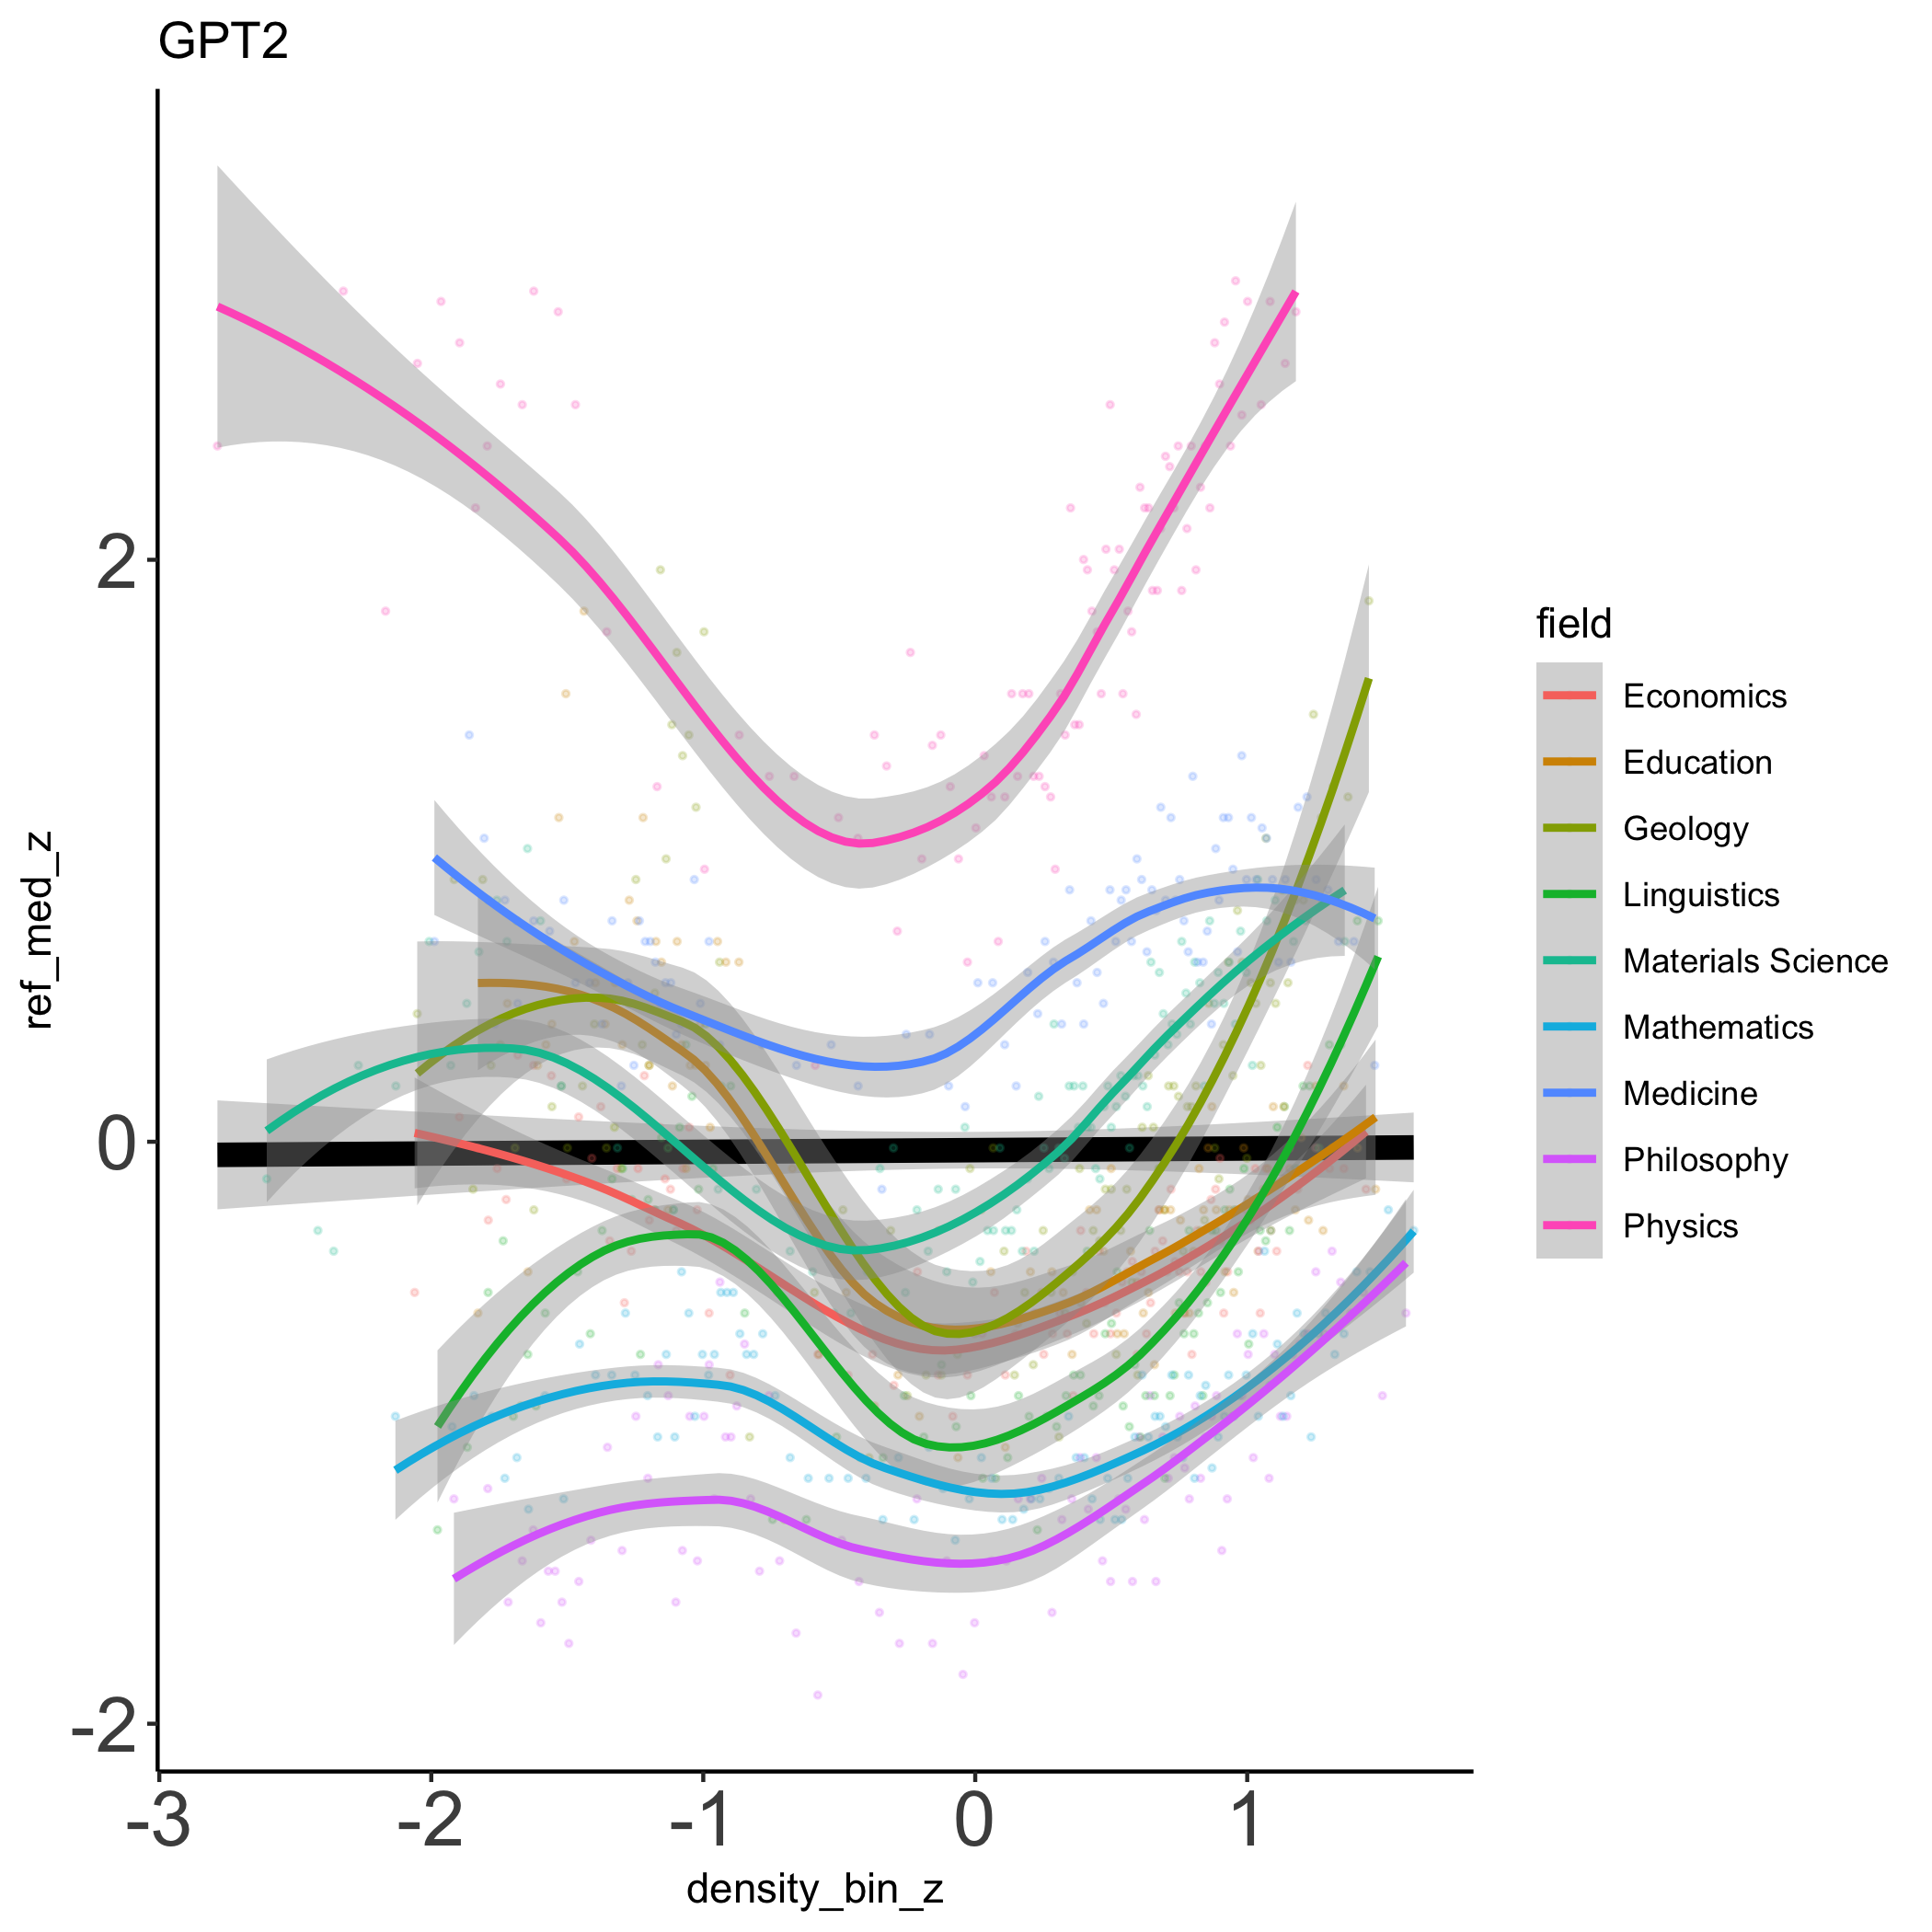 GPT2
ref_med_z
2
0
-2
-3
-2
-1
0
1
density_bin_z
field
Economics
Education
Geology
Linguistics
Materials Science
Mathematics
Medicine
Philosophy
Physics